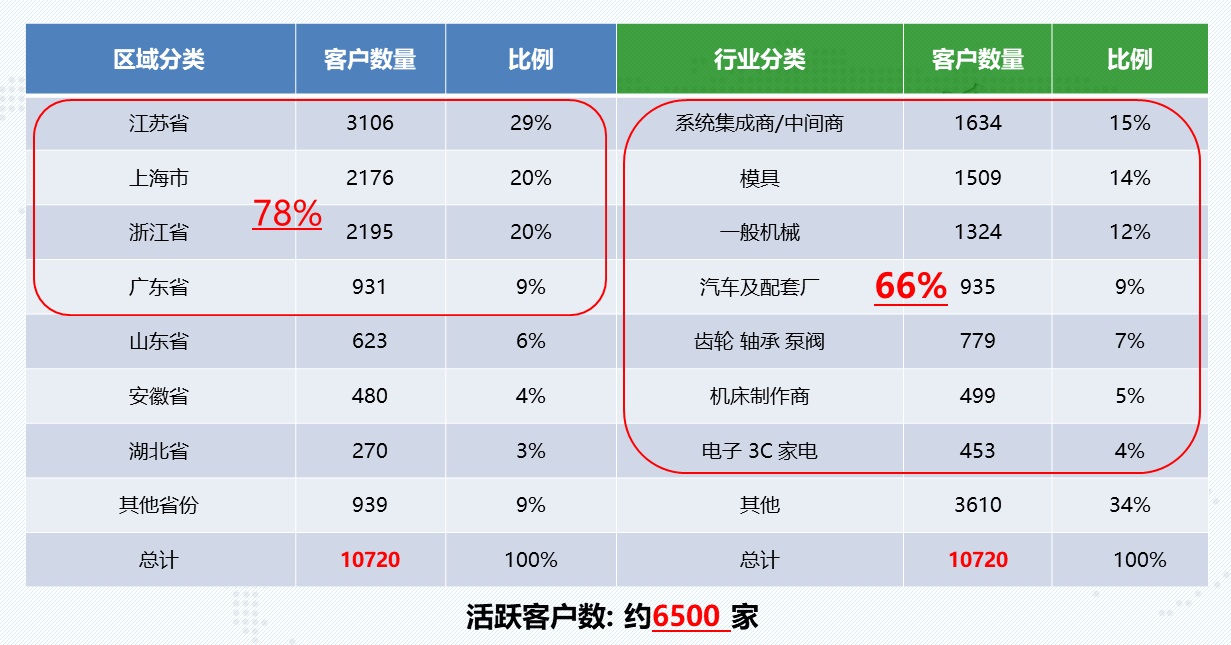 区域分类 客户数量 比例 行业分类 客户数量 比例
江苏省 3106 29% 系统集成商/中间商 1634 15%
上海市 2176 20% 模具 1509 14%
78%
浙江省 2195 20% 一般机械 1324 12%
广东省 931 9% 汽车及配套厂 66% 935 9%
山东省 623 6% 齿轮 轴承 泵阀 779 7%
安徽省 480 4% 机床制作商 499 5%
湖北省 270 3% 电子 3C 家电 453 4%
其他省份 939 9% 其他 3610 34%
总计 10720 100% 总计 10720 100%
活跃客户数: 约6500 家